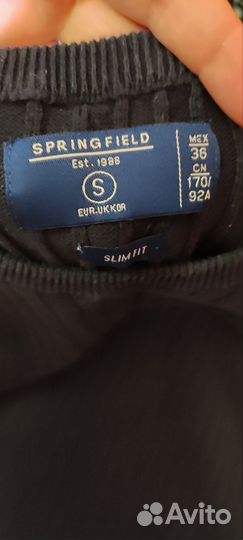 SPRINGFIELD
Est. 1988
S
EUR.UK.KOR
MEX
36
CN
170/
92A
SLIM FIT
Avito